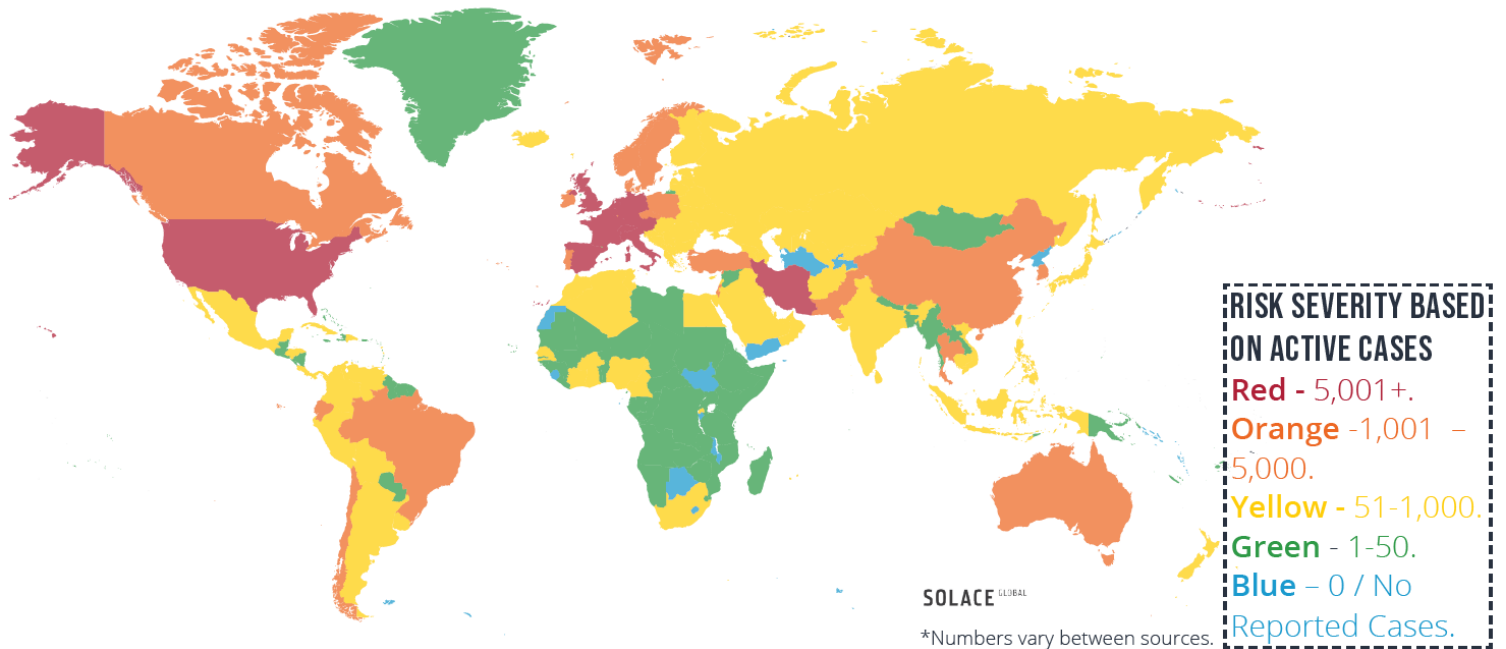 RISK SEVERITY BASED
ON ACTIVE CASES
Red - 5,001+.
Orange -1,001 –
5,000.
Yellow - 51-1,000.
Green - 1-50.
Blue – 0 / No
Reported Cases.
SOLACE GLOBAL
*Numbers vary between sources.